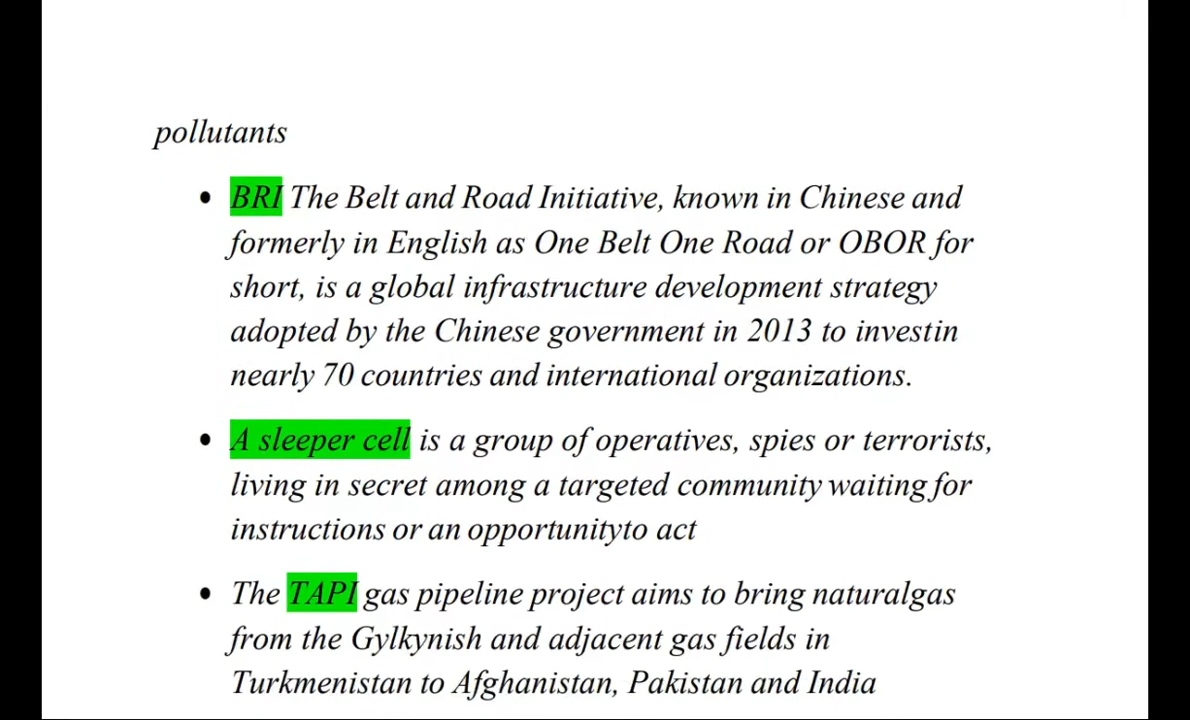 pollutants
• BRI The Belt and Road Initiative, known in Chinese and
formerly in English as One Belt One Road or OBOR for
short, is a global infrastructure development strategy
adopted by the Chinese government in 2013 to investin
nearly 70 countries and international organizations.
• A sleeper cell is a group of operatives, spies or terrorists,
living in secret among a targeted community waiting for
instructions or an opportunityto act
• The TAPI gas pipeline project aims to bring naturalgas
from the Gylkynish and adjacent gas fields in
Turkmenistan to Afghanistan, Pakistan and India